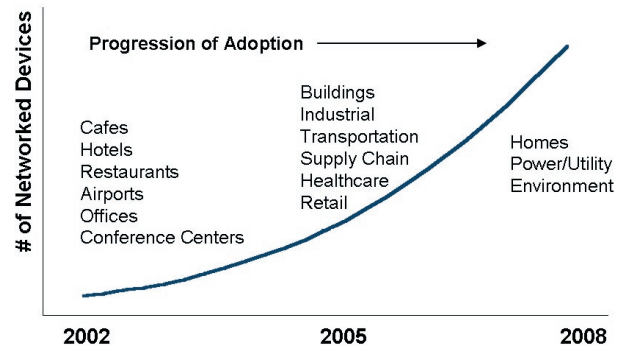 # of Networked Devices
Progression of Adoption
Cafes
Hotels
Restaurants
Airports
Offices
Conference Centers
Buildings
Industrial
Transportation
Supply Chain
Healthcare
Retail
Homes
Power/Utility
Environment
2002
2005
2008